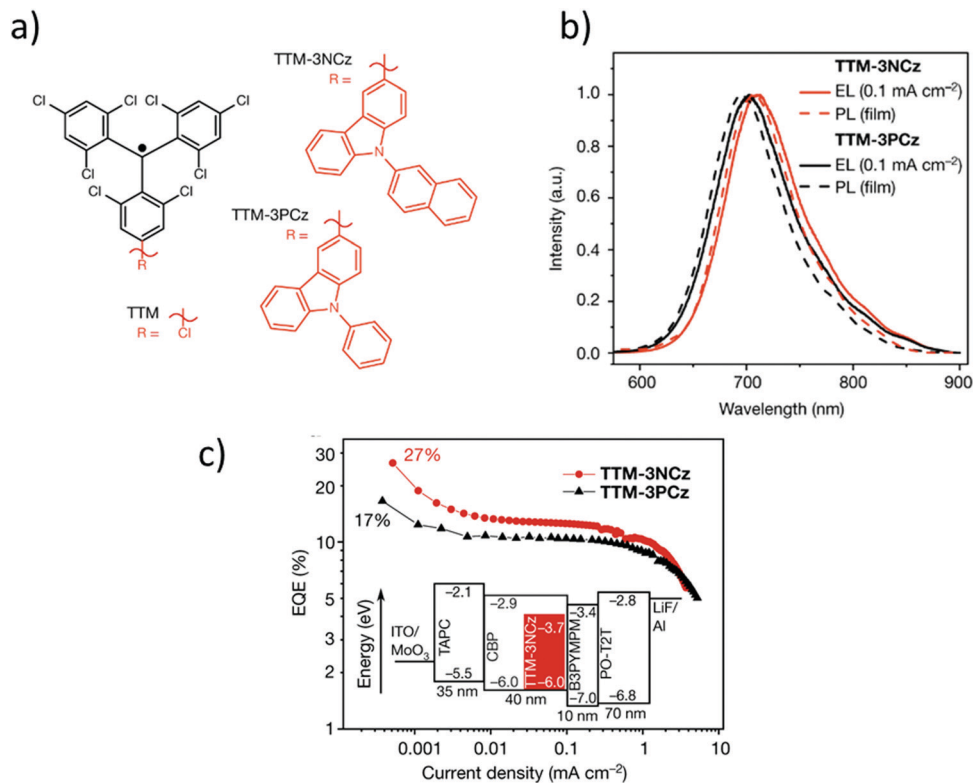 a)
TTM-3NCz
R =
Cl
Cl
Cl
Cl
Cl
Cl
Cl
Cl
N
TTM-3PCz
R =
N
R
TTM
R =
Cl
b)
TTM-3NCz
EL (0.1 mA cm⁻²)
PL (film)
TTM-3PCz
EL (0.1 mA cm⁻²)
PL (film)
Intensity (a.u.)
1.0
0.8
0.6
0.4
0.2
0.0
600 700 800 900
Wavelength (nm)
c)
30
20
10
5
2
1
EQE (%)
27%
17%
TTM-3NCz
TTM-3PCz
Energy (eV)
ITO/
MoO₃
−2.1
TAPC
−5.5
35 nm
−2.9
CBP
−6.0
TTM-3NCz
−3.7
−6.0
40 nm
−3.4
B3PYMPM
−7.0
10 nm
−2.8
PO-T2T
−6.8
70 nm
LiF/
Al
0.001 0.01 0.1 1 10
Current density (mA cm⁻²)